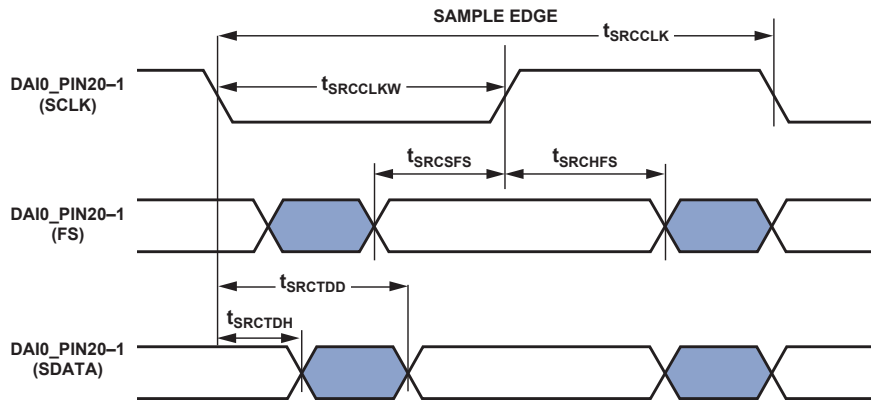 SAMPLE EDGE
tSRCCLK
DAI0_PIN20–1
(SCLK)
tSRCCLKW
tSRCSFS
tSRCHFS
DAI0_PIN20–1
(FS)
tSRCTDD
tSRCTDH
DAI0_PIN20–1
(SDATA)